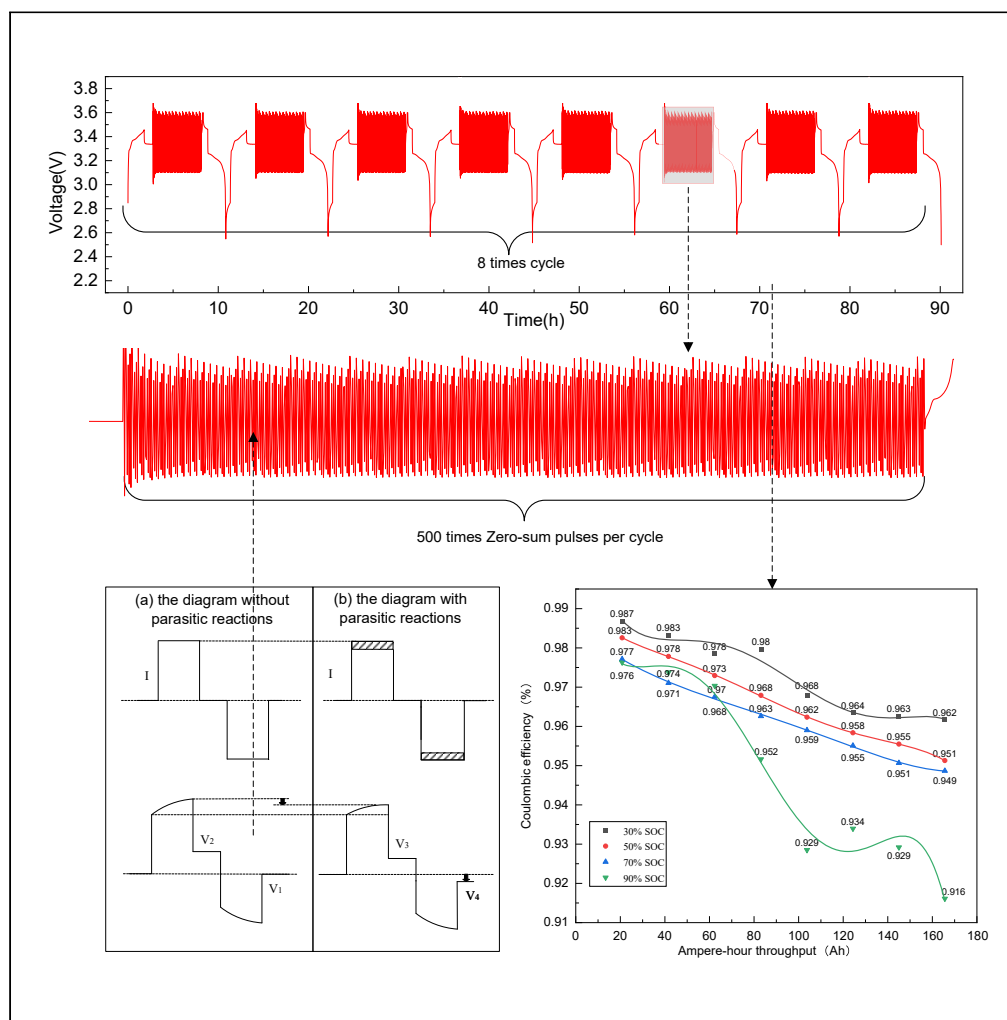 3.8
3.6
3.4
3.2
3.0
2.8
2.6
2.4
2.2
Voltage(V)
8 times cycle
0 10 20 30 40 50 60 70 80 90
Time(h)
500 times Zero-sum pulses per cycle
(a) the diagram without parasitic reactions
I
V2
V1
(b) the diagram with parasitic reactions
I
V3
V4
0.99
0.98
0.97
0.96
0.95
0.94
0.93
0.92
0.91
Coulombic efficiency (%)
0.987 0.983 0.978 0.98 0.968 0.964 0.963 0.962
0.983 0.978 0.973 0.968 0.962 0.958 0.955 0.951
0.977 0.971 0.968 0.963 0.959 0.955 0.951 0.949
0.976 0.974 0.97 0.952 0.929 0.934 0.929 0.916
30% SOC
50% SOC
70% SOC
90% SOC
0 20 40 60 80 100 120 140 160 180
Ampere-hour throughput (Ah)